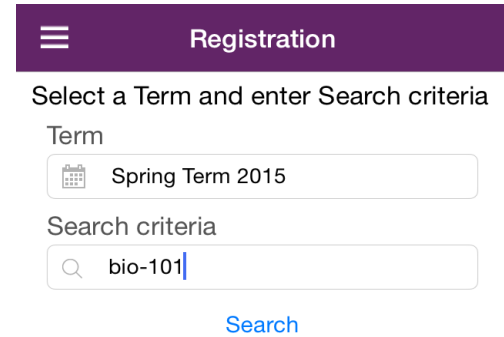 Registration
Select a Term and enter Search criteria
Term
Spring Term 2015
Search criteria
bio-101
Search